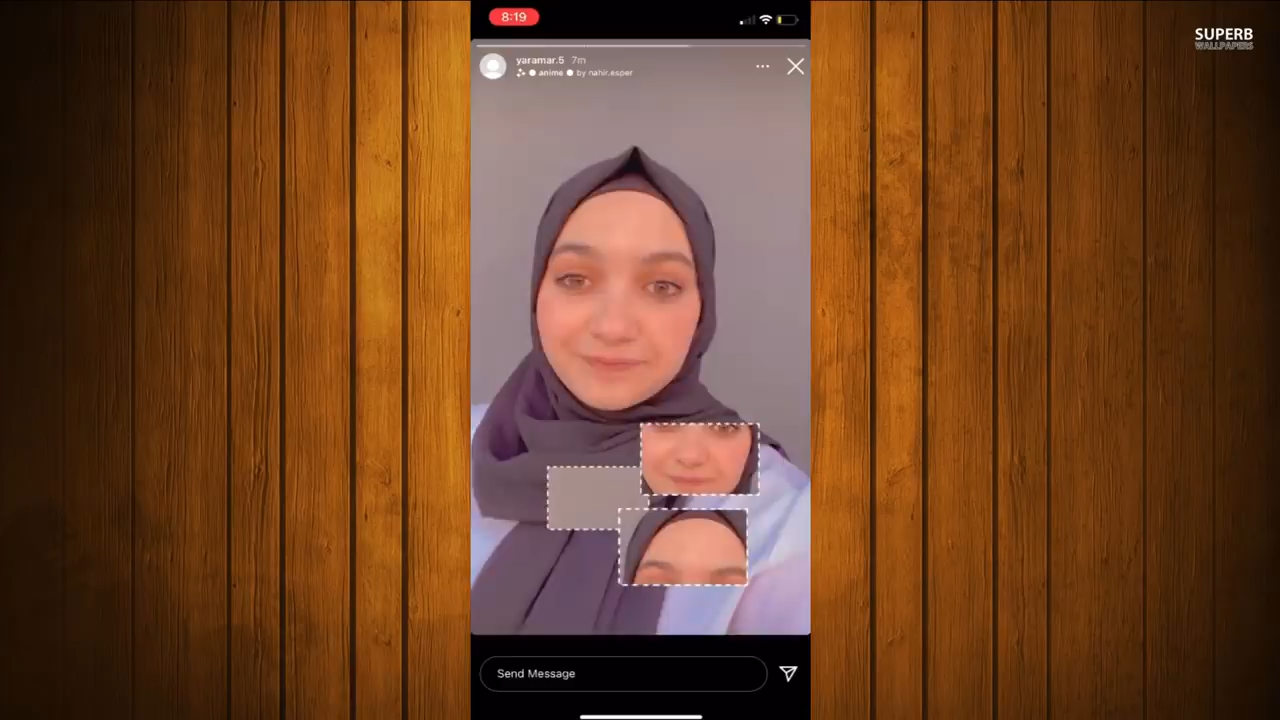 8:19
SUPERB
WALLPAPERS
yaramar.5 7m
anime by nahir.esper
Send Message